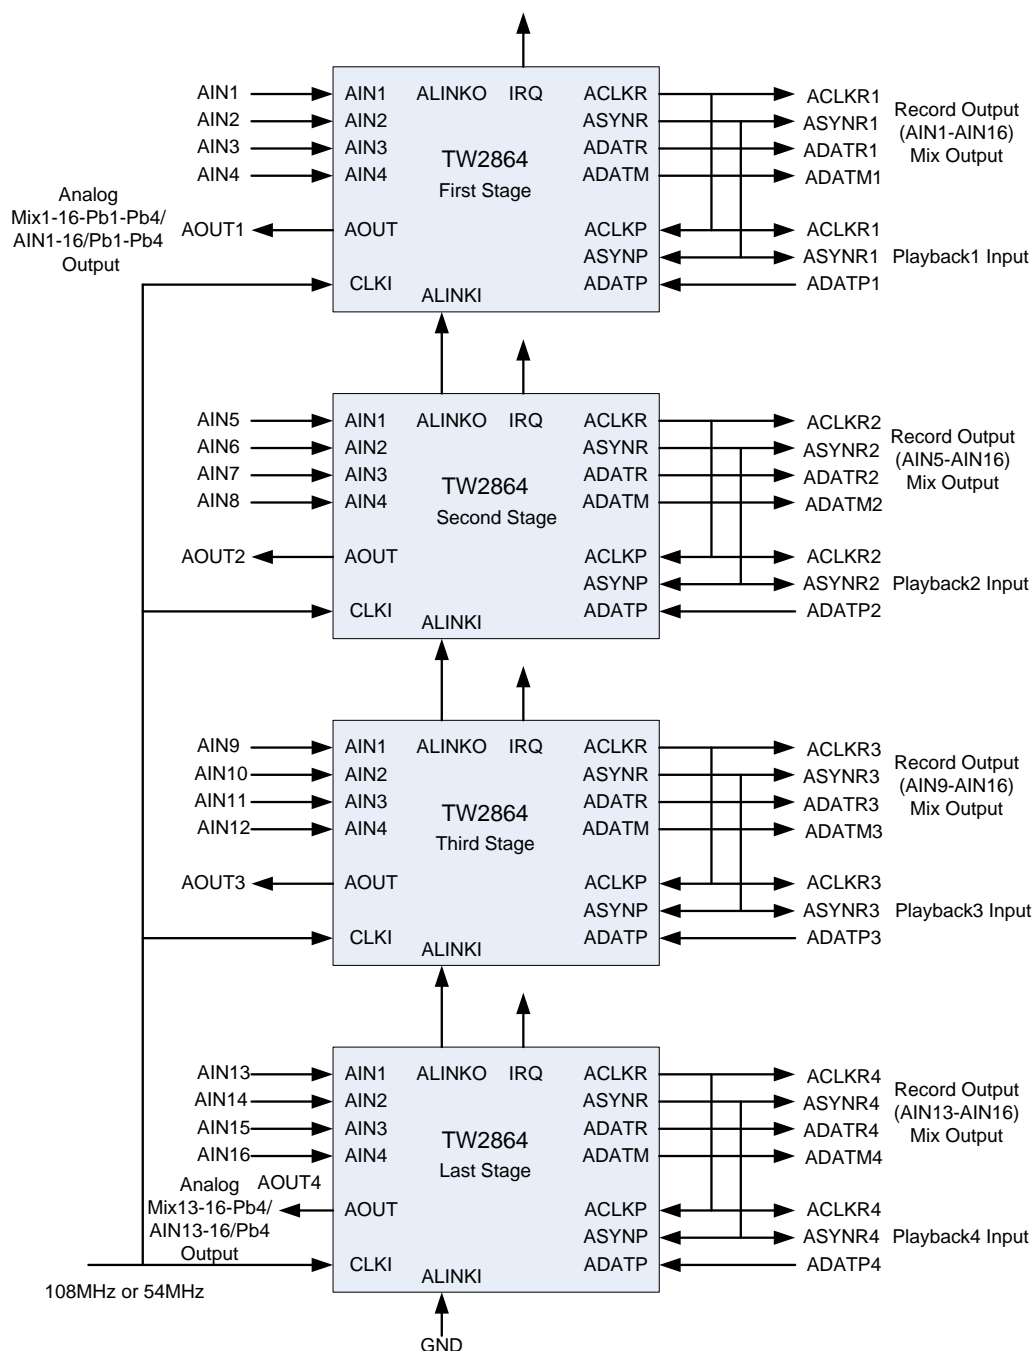 AIN1 AIN1 ALINKO IRQ ACLKR ACLKR1
AIN2 AIN2 ASYNR ASYNR1
AIN3 AIN3 ADATR ADATR1
AIN4 AIN4 ADATM ADATM1
TW2864
First Stage
Record Output
(AIN1-AIN16)
Mix Output
Analog
Mix1-16-Pb1-Pb4/
AIN1-16/Pb1-Pb4
Output
AOUT1 AOUT ACLKP ACLKR1
ASYNP ASYNR1 Playback1 Input
CLKI ALINKI ADATP ADATP1
AIN5 AIN1 ALINKO IRQ ACLKR ACLKR2
AIN6 AIN2 ASYNR ASYNR2
AIN7 AIN3 ADATR ADATR2
AIN8 AIN4 ADATM ADATM2
TW2864
Second Stage
Record Output
(AIN5-AIN16)
Mix Output
AOUT2 AOUT ACLKP ACLKR2
ASYNP ASYNR2 Playback2 Input
CLKI ALINKI ADATP ADATP2
AIN9 AIN1 ALINKO IRQ ACLKR ACLKR3
AIN10 AIN2 ASYNR ASYNR3
AIN11 AIN3 ADATR ADATR3
AIN12 AIN4 ADATM ADATM3
TW2864
Third Stage
Record Output
(AIN9-AIN16)
Mix Output
AOUT3 AOUT ACLKP ACLKR3
ASYNP ASYNR3 Playback3 Input
CLKI ALINKI ADATP ADATP3
AIN13 AIN1 ALINKO IRQ ACLKR ACLKR4
AIN14 AIN2 ASYNR ASYNR4
AIN15 AIN3 ADATR ADATR4
AIN16 AIN4 ADATM ADATM4
TW2864
Last Stage
Record Output
(AIN13-AIN16)
Mix Output
Analog
Mix13-16-Pb4/
AIN13-16/Pb4
Output
AOUT4 AOUT ACLKP ACLKR4
ASYNP ASYNR4 Playback4 Input
CLKI ALINKI ADATP ADATP4
108MHz or 54MHz
GND